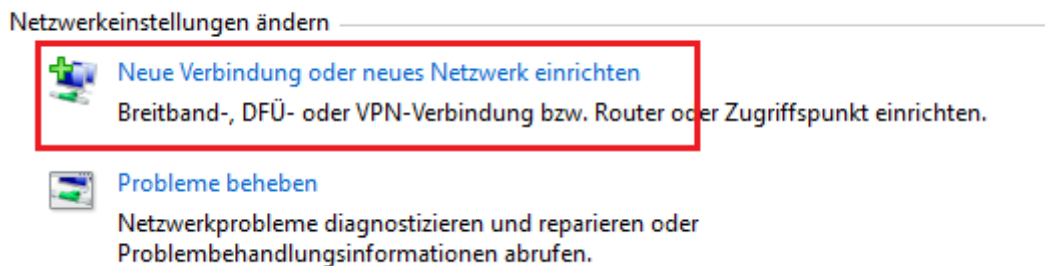 Netzwerkeinstellungen ändern
Neue Verbindung oder neues Netzwerk einrichten
Breitband-, DFÜ- oder VPN-Verbindung bzw. Router oder Zugriffspunkt einrichten.
Probleme beheben
Netzwerkprobleme diagnostizieren und reparieren oder
Problembehandlungsinformationen abrufen.